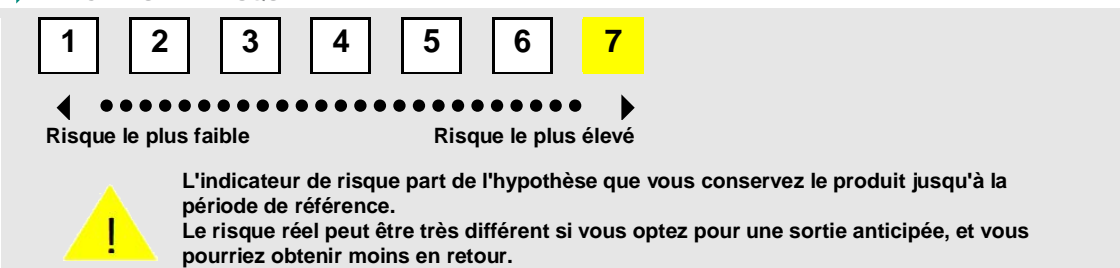 1 2 3 4 5 6 7
Risque le plus faible Risque le plus élevé
L'indicateur de risque part de l'hypothèse que vous conservez le produit jusqu'à la
période de référence.
Le risque réel peut être très différent si vous optez pour une sortie anticipée, et vous
pourriez obtenir moins en retour.
!